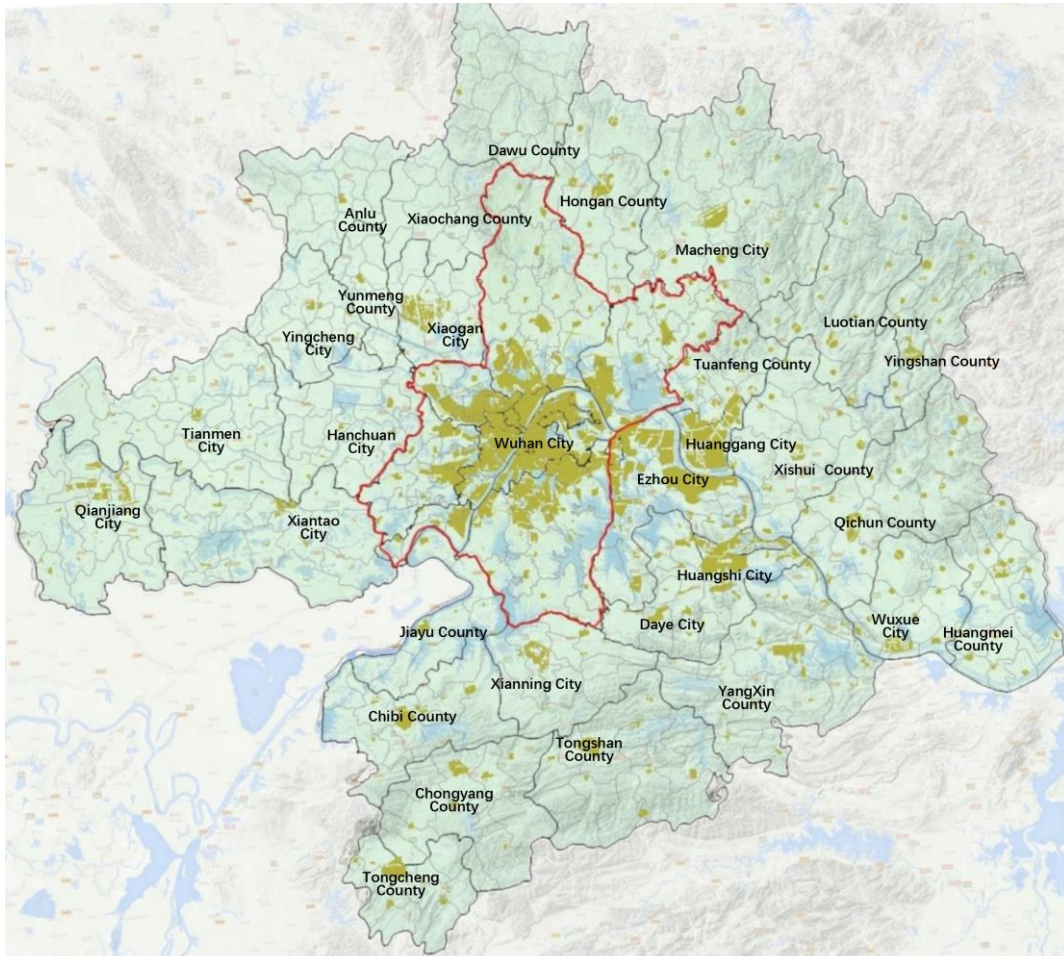 Dawu County
Hongan County
Anlu
County
Xiaochang County
Macheng City
Yunmeng
County
Xiaogan
City
Yingcheng
City
Luotian County
Yingshan County
Tuanfeng County
Tianmen
City
Hanchuan
City
Wuhan City
Huanggang City
Xishui County
Ezhou City
Qianjiang
City
Xiantao
City
Qichun County
Huangshi City
Jiayu County
Daye City
Wuxue
City
Huangmei
County
Xianning City
YangXin
County
Chibi County
Tongshan
County
Chongyang
County
Tongcheng
County